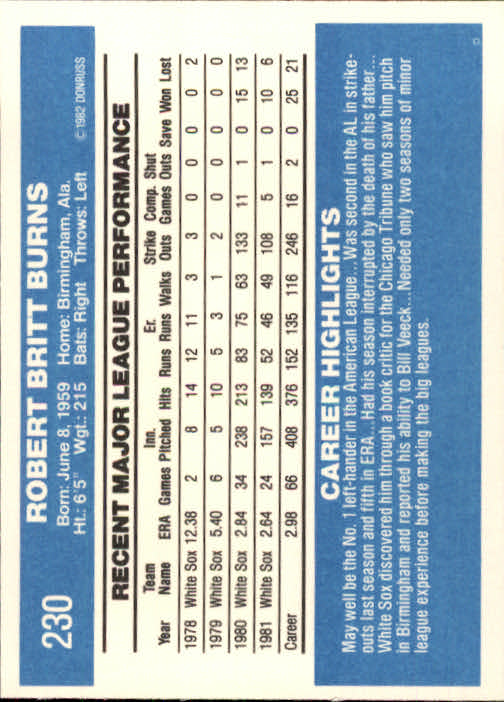 230
ROBERT BRITT BURNS
Born: June 8, 1959 Home: Birmingham, Ala.
Ht.: 6'5" Wgt.: 215 Bats: Right Throws: Left
©1982 DONRUSS
RECENT MAJOR LEAGUE PERFORMANCE
Team Inn. Er. Strike Comp. Shut
Year Name ERA Games Pitched Hits Runs Runs Walks Outs Games Outs Save Won Lost
1978 White Sox 12.38 2 8 14 12 11 3 3 0 0 0 0 2
1979 White Sox 5.40 6 5 10 5 3 1 2 0 0 0 0 0
1980 White Sox 2.84 34 238 213 83 75 63 133 11 1 0 15 13
1981 White Sox 2.64 24 157 139 52 46 49 108 5 1 0 10 6
Career 2.98 66 408 376 152 135 116 246 16 2 0 25 21
CAREER HIGHLIGHTS
May well be the No. 1 left-hander in the American League...Was second in the AL in strike-
outs last season and fifth in ERA...Had his season interrupted by the death of his father...
White Sox discovered him through a book critic for the Chicago Tribune who saw him pitch
in Birmingham and reported his ability to Bill Veeck...Needed only two seasons of minor
league experience before making the big leagues.